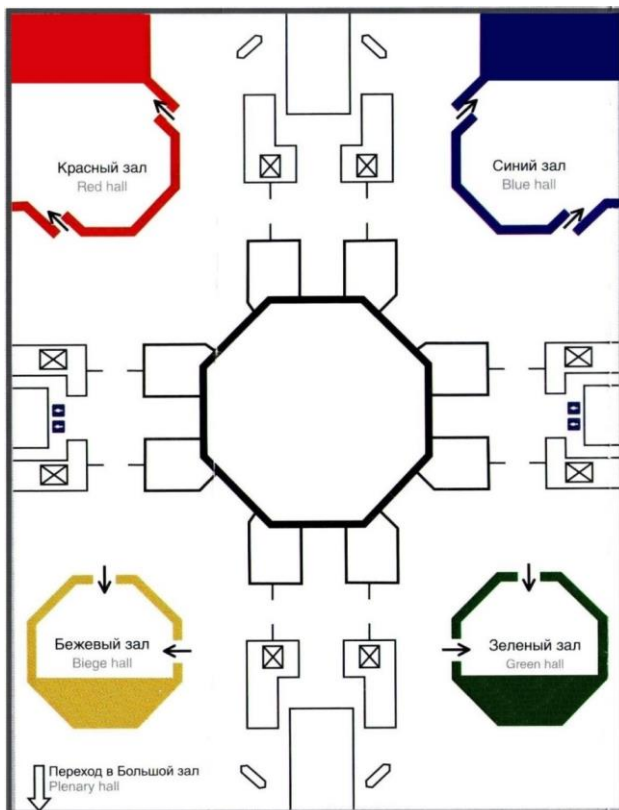 Красный зал
Red hall
Синий зал
Blue hall
Бежевый зал
Biege hall
Зеленый зал
Green hall
Переход в Большой зал
Plenary hall